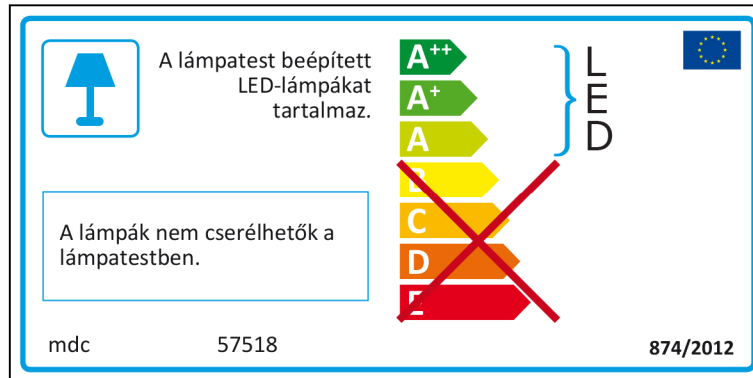 A lámpatest beépített
LED-lámpákat
tartalmaz.
A++
A+
A
B
C
D
E
L
E
D
A lámpák nem cserélhetők a
lámpatestben.
mdc 57518
874/2012